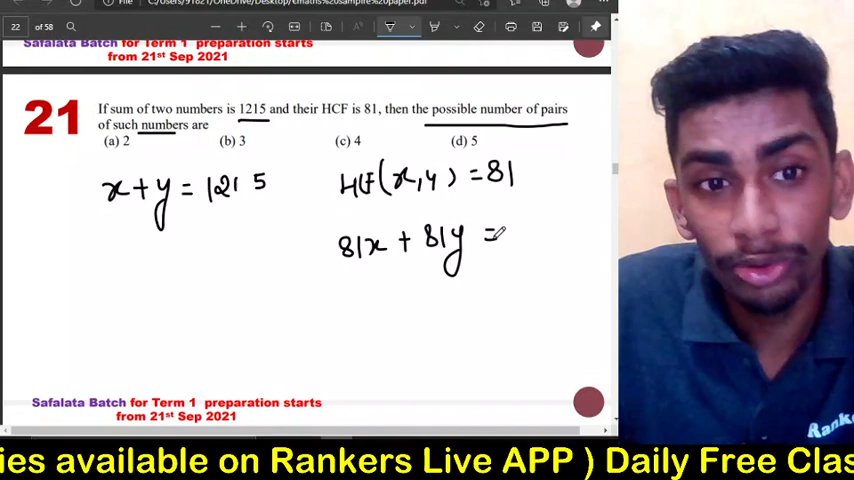 22 of 58
Safalata Batch for Term 1 preparation starts
from 21st Sep 2021
21
If sum of two numbers is 1215 and their HCF is 81, then the possible number of pairs
of such numbers are
(a) 2 (b) 3 (c) 4 (d) 5
x + y = 1215 HCF(x,y) = 81
81x + 81y =
Safalata Batch for Term 1 preparation starts
from 21st Sep 2021
Ranke
ies available on Rankers Live APP ) Daily Free Clas